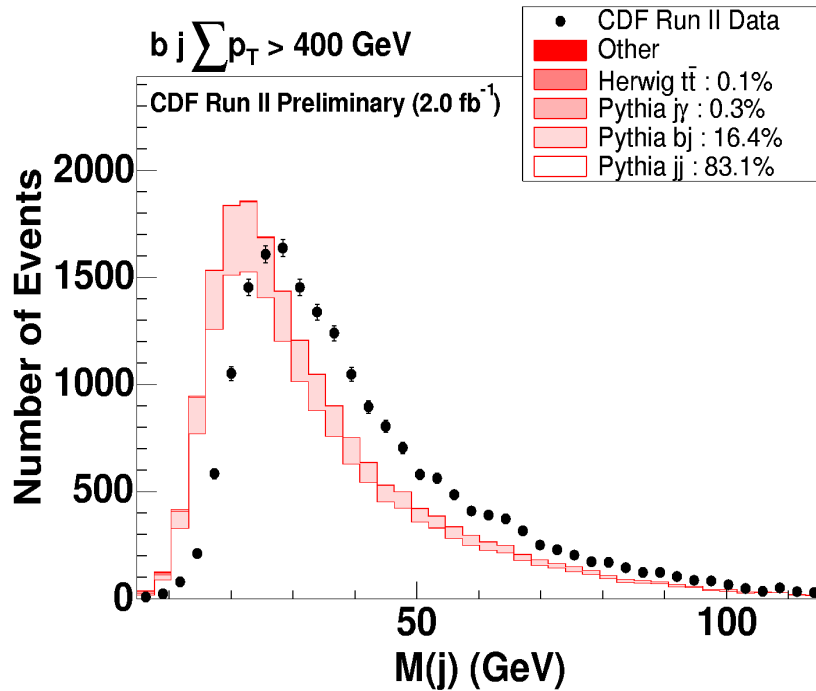 b j ∑p_T > 400 GeV
CDF Run II Preliminary (2.0 fb⁻¹)
CDF Run II Data
Other
Herwig tt̄ : 0.1%
Pythia jγ : 0.3%
Pythia bj : 16.4%
Pythia jj : 83.1%
Number of Events
2000
1500
1000
500
0
50
100
M(j) (GeV)